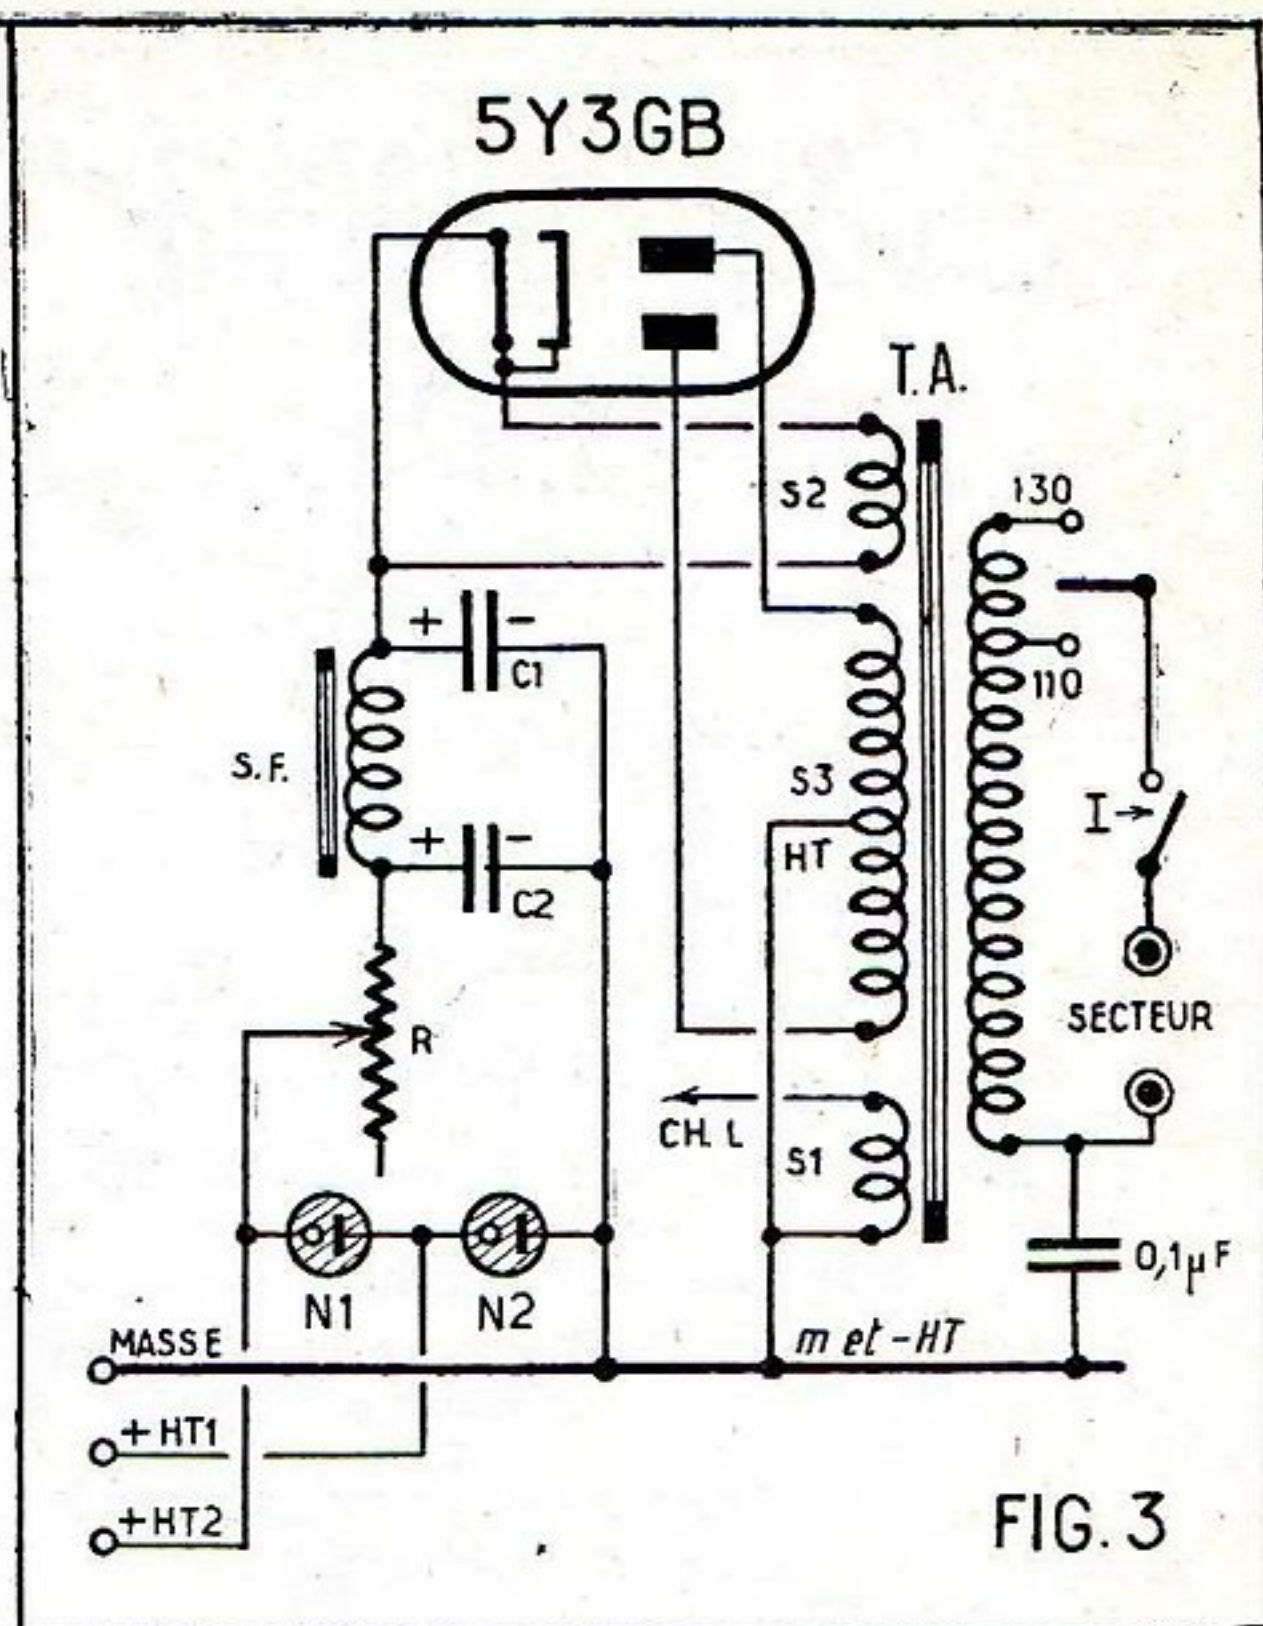 5Y3GB
T.A.
S2
130
+ -
C1
110
S.F.
S3
I
HT
+ -
C2
SECTEUR
R
CH. L
S1
0,1µF
N1
N2
MASSE
m et -HT
+HT1
+HT2
FIG. 3